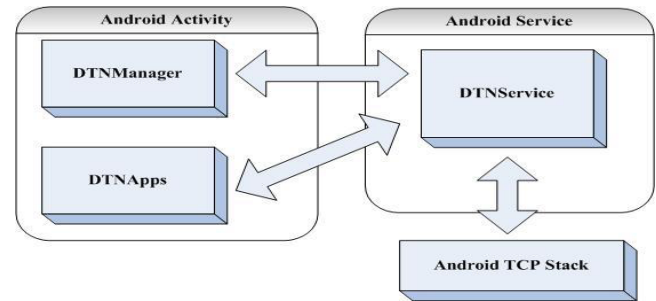 Android Activity
DTNManager
DTNApps
Android Service
DTNService
Android TCP Stack